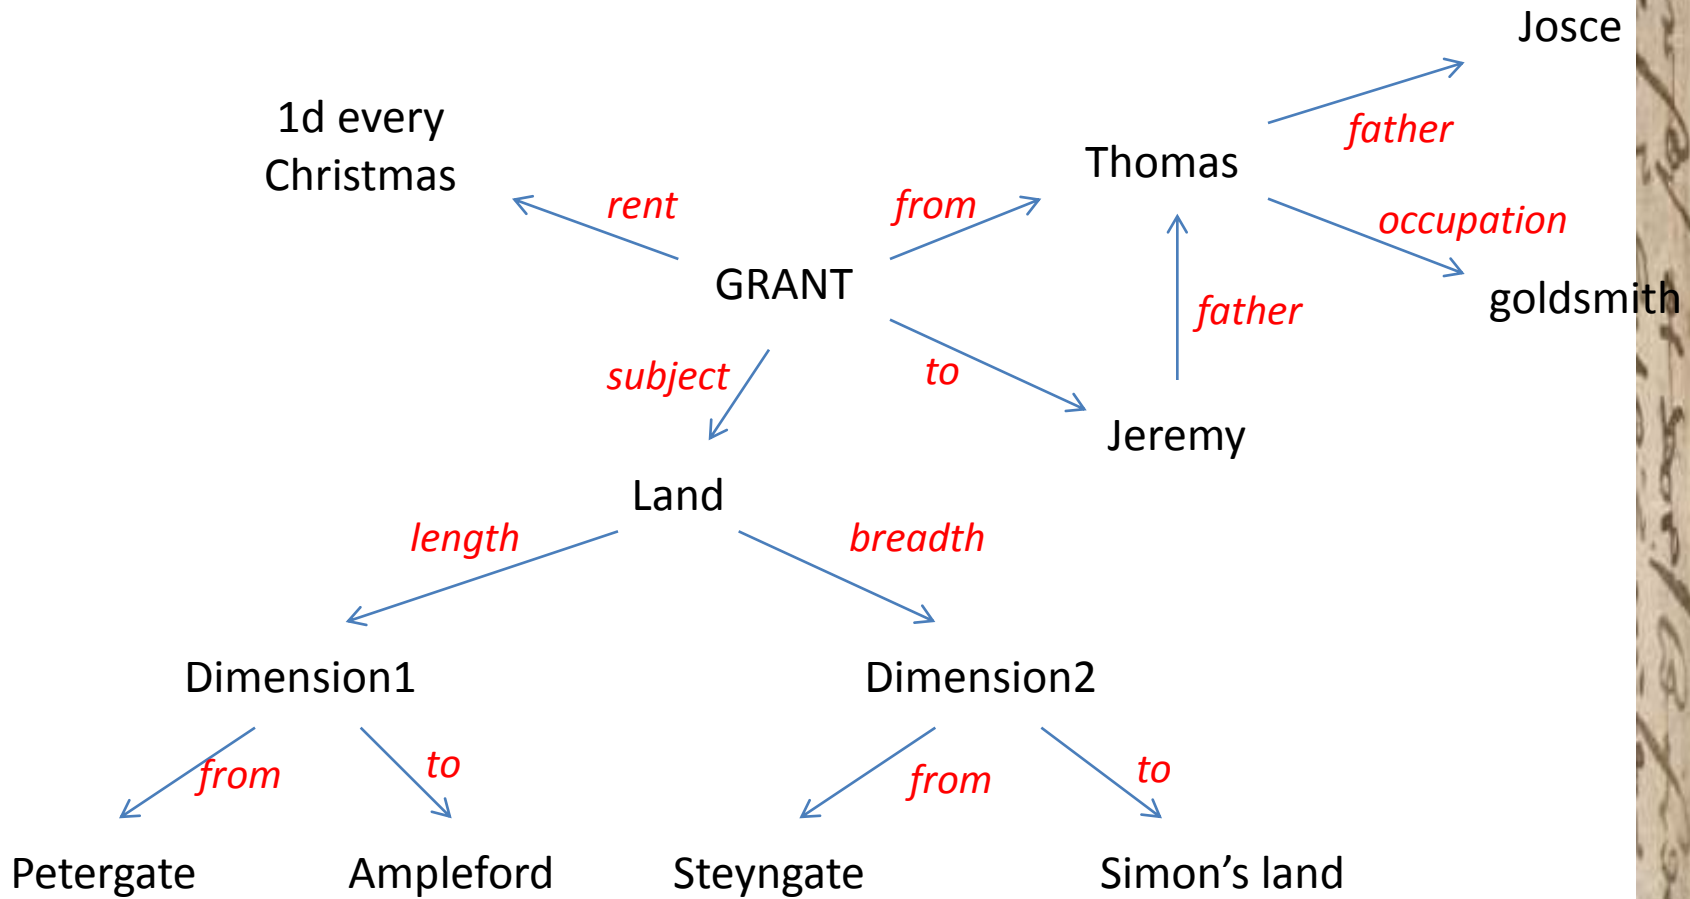 Josce
1d every
Christmas
father
Thomas
rent
from
occupation
GRANT
goldsmith
father
subject
to
Jeremy
Land
length
breadth
Dimension1
Dimension2
from
to
from
to
Petergate
Ampleford
Steyngate
Simon’s land